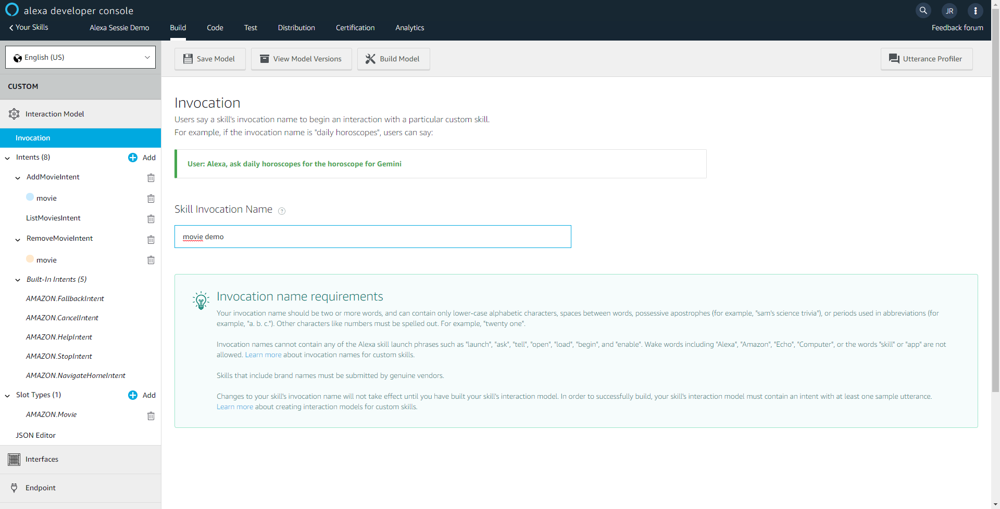 alexa developer console
JR
Your Skills
Alexa Sessie Demo
Build
Code
Test
Distribution
Certification
Analytics
Feedback forum
English (US)
Save Model
View Model Versions
Build Model
Utterance Profiler
CUSTOM
Interaction Model
Invocation
Intents (8)
Add
AddMovieIntent
movie
ListMoviesIntent
RemoveMovieIntent
movie
Built-In Intents (5)
AMAZON.FallbackIntent
AMAZON.CancelIntent
AMAZON.HelpIntent
AMAZON.StopIntent
AMAZON.NavigateHomeIntent
Slot Types (1)
Add
AMAZON.Movie
JSON Editor
Interfaces
Endpoint
Invocation
Users say a skill's invocation name to begin an interaction with a particular custom skill.
For example, if the invocation name is "daily horoscopes", users can say:
User: Alexa, ask daily horoscopes for the horoscope for Gemini
Skill Invocation Name ?
movie demo
Invocation name requirements
Your invocation name should be two or more words, and can contain only lower-case alphabetic characters, spaces between words, possessive apostrophes (for example, "sam's science trivia"), or periods used in abbreviations (for
example, "a. b. c."). Other characters like numbers must be spelled out. For example, "twenty one".
Invocation names cannot contain any of the Alexa skill launch phrases such as "launch", "ask", "tell", "open", "load", "begin", and "enable". Wake words including "Alexa", "Amazon", "Echo", "Computer", or the words "skill" or "app" are not
allowed. Learn more about invocation names for custom skills.
Skills that include brand names must be submitted by genuine vendors.
Changes to your skill's invocation name will not take effect until you have built your skill's interaction model. In order to successfully build, your skill's interaction model must contain an intent with at least one sample utterance.
Learn more about creating interaction models for custom skills.